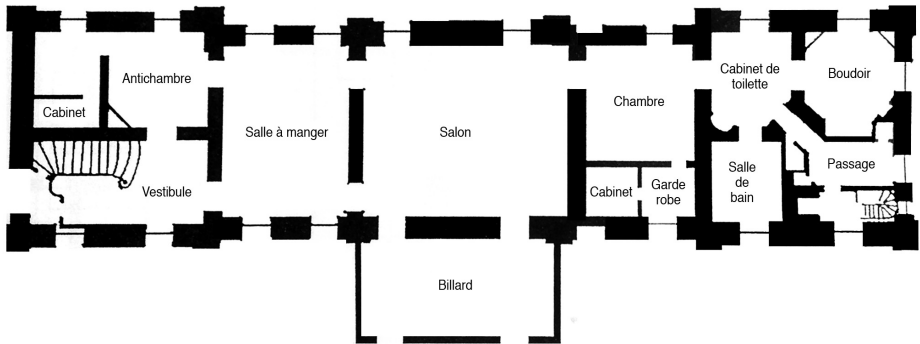 Antichambre
Cabinet
Vestibule
Salle à manger
Salon
Billard
Chambre
Cabinet
Garde
robe
Cabinet de
toilette
Salle
de
bain
Boudoir
Passage